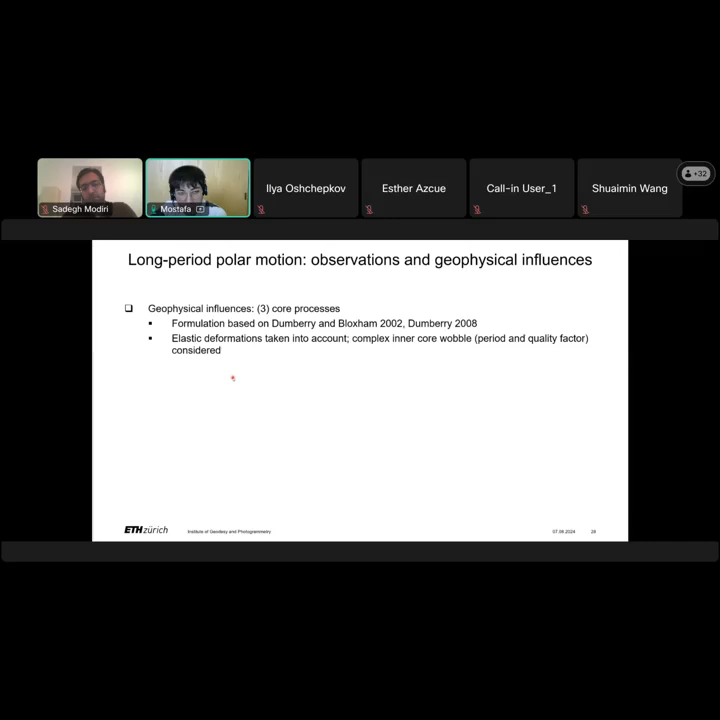 Sadegh Modiri
Mostafa
Ilya Oshchepkov
Esther Azcue
Call-in User_1
Shuaimin Wang
+32
Long-period polar motion: observations and geophysical influences
Geophysical influences: (3) core processes
Formulation based on Dumberry and Bloxham 2002, Dumberry 2008
Elastic deformations taken into account; complex inner core wobble (period and quality factor)
considered
ETH zürich
Institute of Geodesy and Photogrammetry
07.06.2024
28